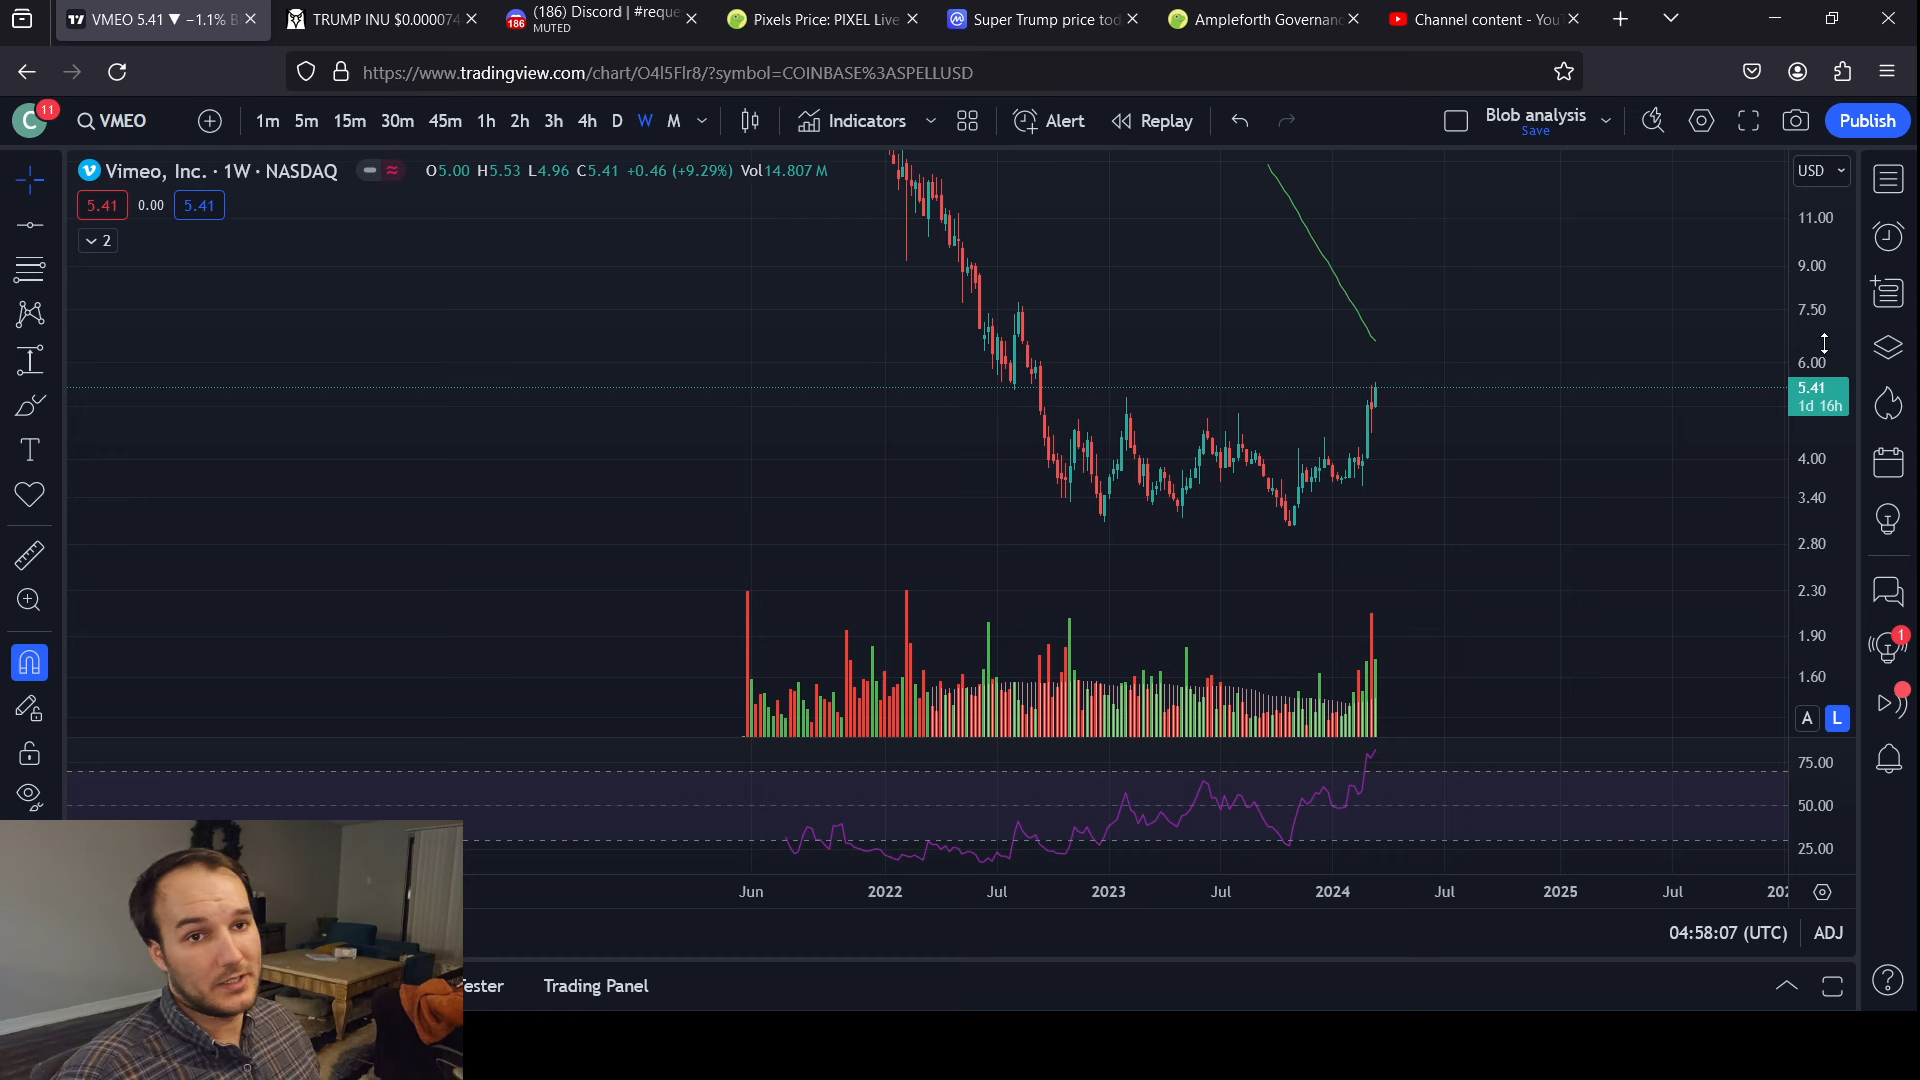 VMEO 5.41 ▼ −1.1% B
TRUMP INU $0.000074
(186) Discord | #reque
MUTED
Pixels Price: PIXEL Live
Super Trump price tod
Ampleforth Governanc
Channel content - YouT
https://www.tradingview.com/chart/O4l5Flr8/?symbol=COINBASE%3ASPELLUSD
C 11
VMEO
1m 5m 15m 30m 45m 1h 2h 3h 4h D W M
Indicators
Alert
Replay
Blob analysis
Save
Publish
Vimeo, Inc. · 1W · NASDAQ
O5.00 H5.53 L4.96 C5.41 +0.46 (+9.29%) Vol14.807 M
USD
5.41 0.00 5.41
2
11.00
9.00
7.50
6.00
5.41
1d 16h
4.00
3.40
2.80
2.30
1.90
1.60
A L
75.00
50.00
25.00
Jun 2022 Jul 2023 Jul 2024 Jul 2025 Jul 202
04:58:07 (UTC) ADJ
ester Trading Panel
186
1